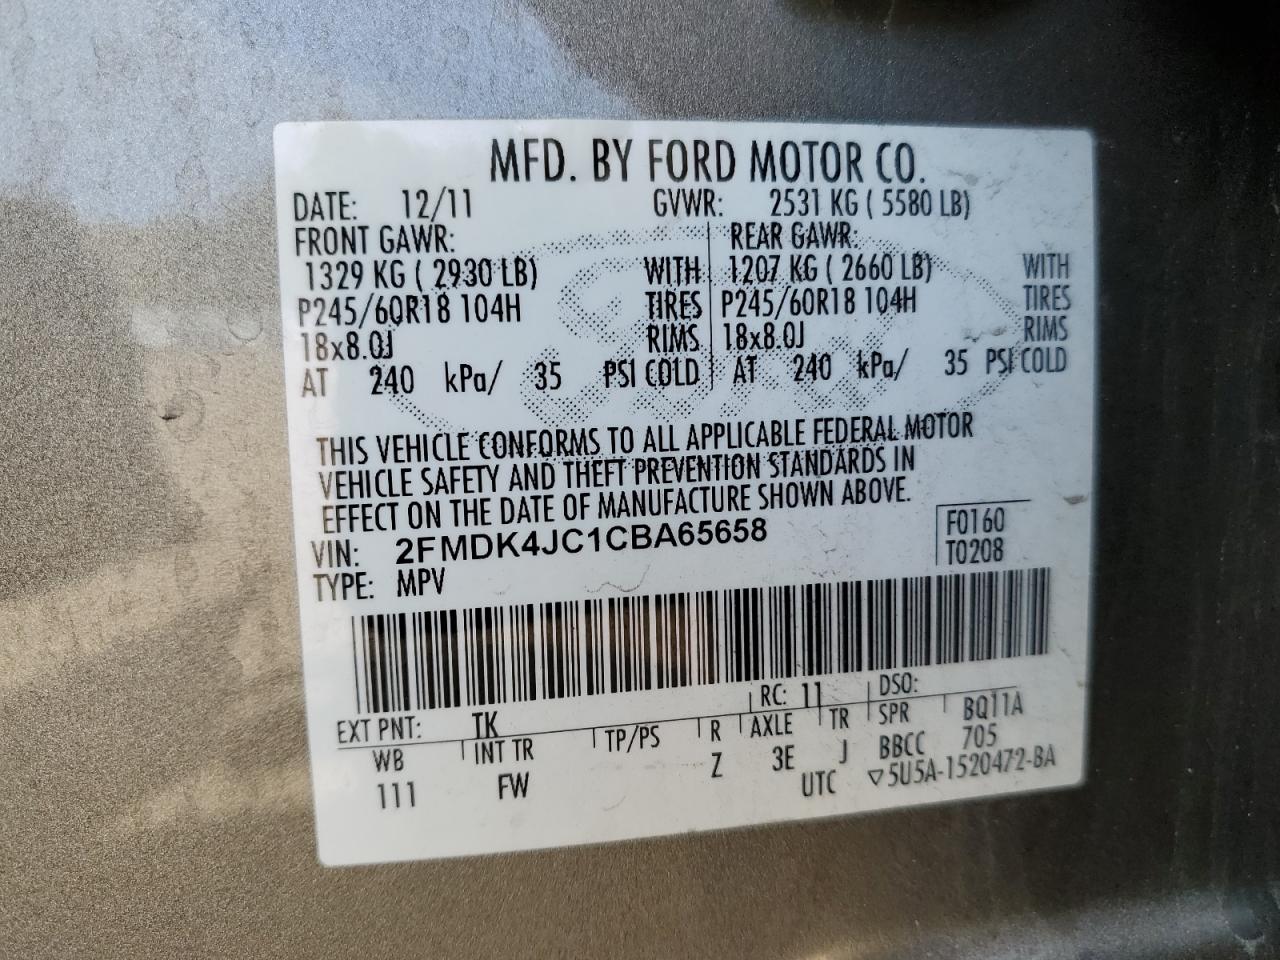 MFD. BY FORD MOTOR CO.
DATE: 12/11 GVWR: 2531 KG ( 5580 LB)
FRONT GAWR: REAR GAWR:
1329 KG ( 2930 LB) WITH 1207 KG ( 2660 LB) WITH
P245/60R18 104H TIRES P245/60R18 104H TIRES
18x8.0J RIMS 18x8.0J RIMS
AT 240 kPa/ 35 PSI COLD AT 240 kPa/ 35 PSI COLD
THIS VEHICLE CONFORMS TO ALL APPLICABLE FEDERAL MOTOR
VEHICLE SAFETY AND THEFT PREVENTION STANDARDS IN
EFFECT ON THE DATE OF MANUFACTURE SHOWN ABOVE.
VIN: 2FMDK4JC1CBA65658 F0160
TYPE: MPV T0208
EXT PNT: TK RC: 11 DSO:
WB INT TR TP/PS R AXLE TR SPR BQ11A
111 FW Z 3E J BBCC 705
UTC ▽5U5A-1520472-BA